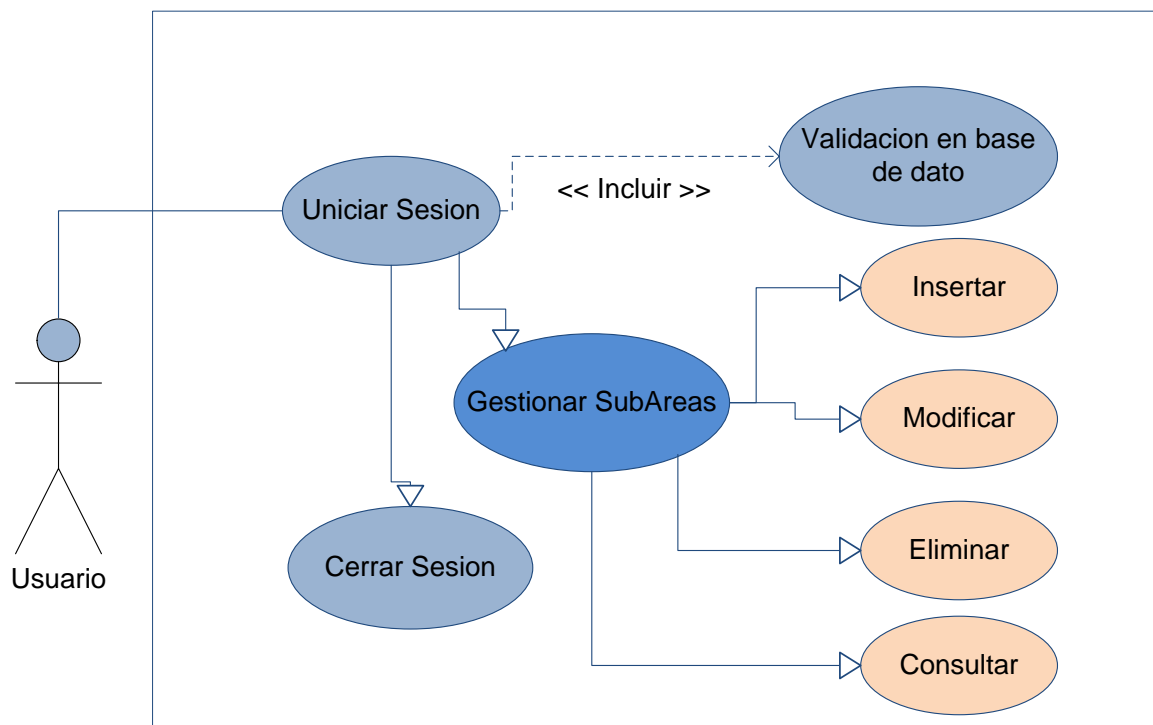 Validacion en base
de dato
<< Incluir >>
Uniciar Sesion
Insertar
Gestionar SubAreas
Modificar
Eliminar
Cerrar Sesion
Usuario
Consultar